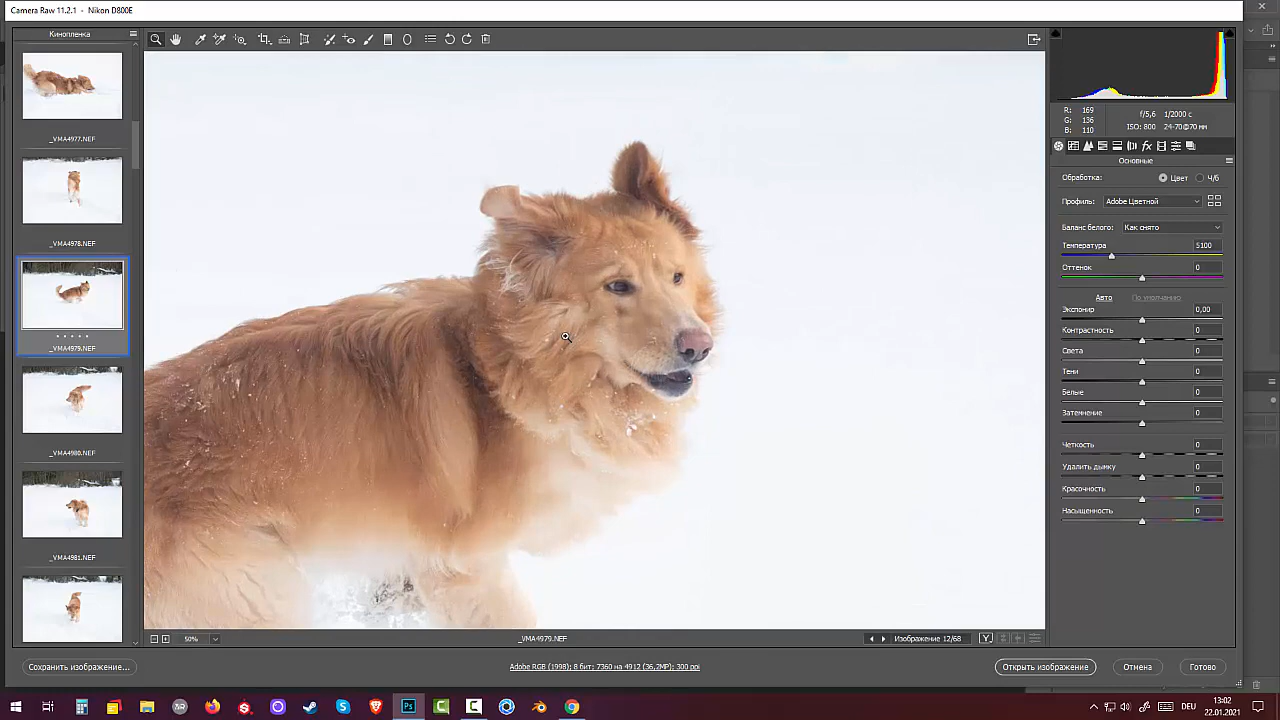 Camera Raw 11.2.1 - Nikon D800E
Кинопленка
_VMA4977.NEF
_VMA4978.NEF
_VMA4979.NEF
_VMA4980.NEF
_VMA4981.NEF
R: 169
G: 136
B: 110
f/5,6 1/2000 с
ISO: 800 24-70@70 мм
Основные
Обработка: Цвет Ч/б
Профиль: Adobe Цветной
Баланс белого: Как снято
Температура 5100
Оттенок 0
Авто По умолчанию
Экспонир 0,00
Контрастность 0
Света 0
Тени 0
Белые 0
Затемнение 0
Четкость 0
Удалить дымку 0
Красочность 0
Насыщенность 0
50%
_VMA4979.NEF
Изображение 12/68
Y
Сохранить изображение...
Adobe RGB (1998); 8 бит; 7360 на 4912 (36,2MP); 300 ppi
Открыть изображение
Отмена
Готово
Ps
DEU
13:02
22.01.2021